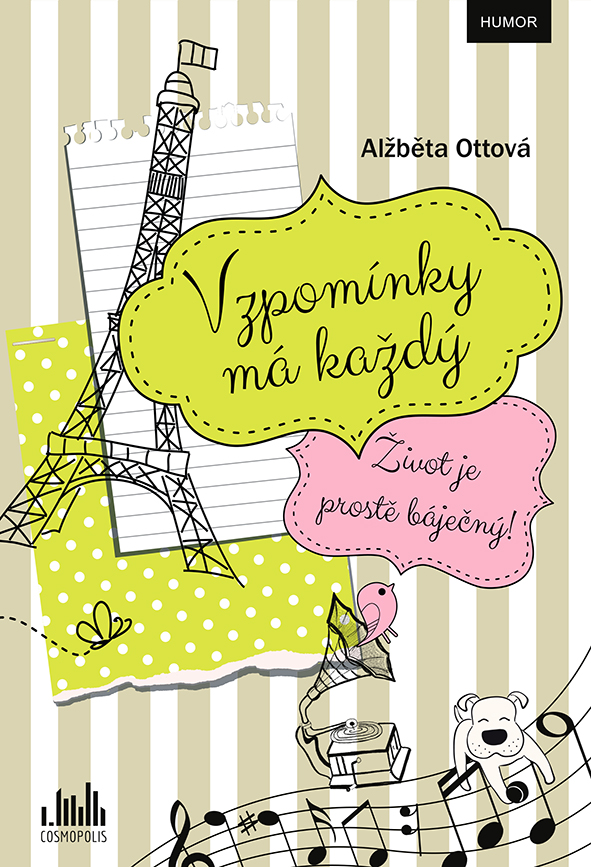 HUMOR
Alžběta Ottová
Vzpomínky
má každý
Život je
prostě báječný!
COSMOPOLIS